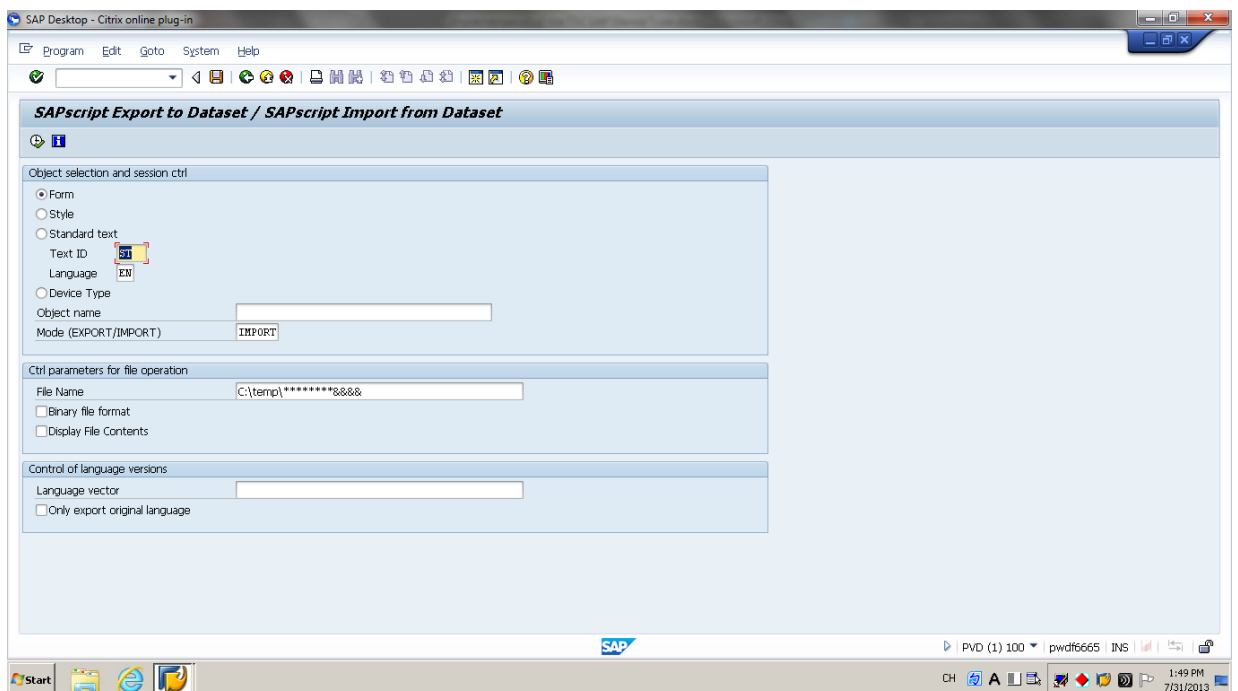 SAP Desktop - Citrix online plug-in
Program Edit Goto System Help
SAPscript Export to Dataset / SAPscript Import from Dataset
Object selection and session ctrl
Form
Style
Standard text
Text ID ST
Language EN
Device Type
Object name
Mode (EXPORT/IMPORT) IMPORT
Ctrl parameters for file operation
File Name C:\temp\********&&&&
Binary file format
Display File Contents
Control of language versions
Language vector
Only export original language
SAP
PVD (1) 100 pwdf6665 INS
Start CH A 1:49 PM
7/31/2013